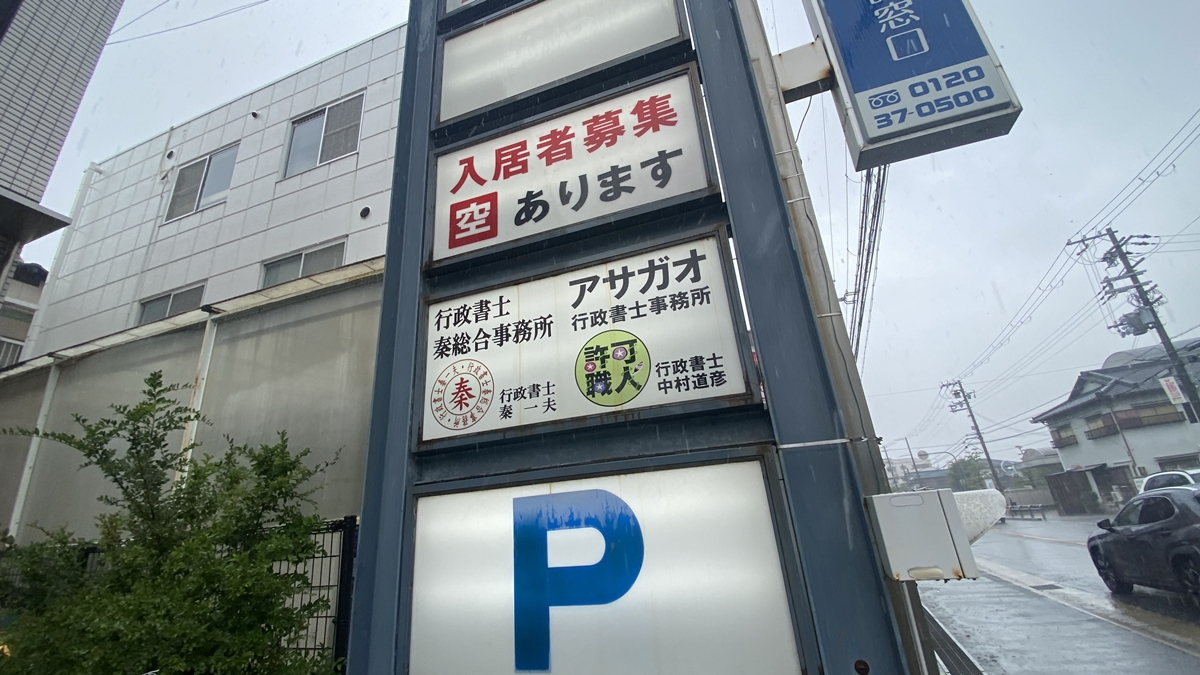 窓口
0120
37-0500
入居者募集
空 あります
行政書士
秦総合事務所
秦
行政書士
秦 一夫
アサガオ
行政書士事務所
許可
職人
行政書士
中村道彦
P